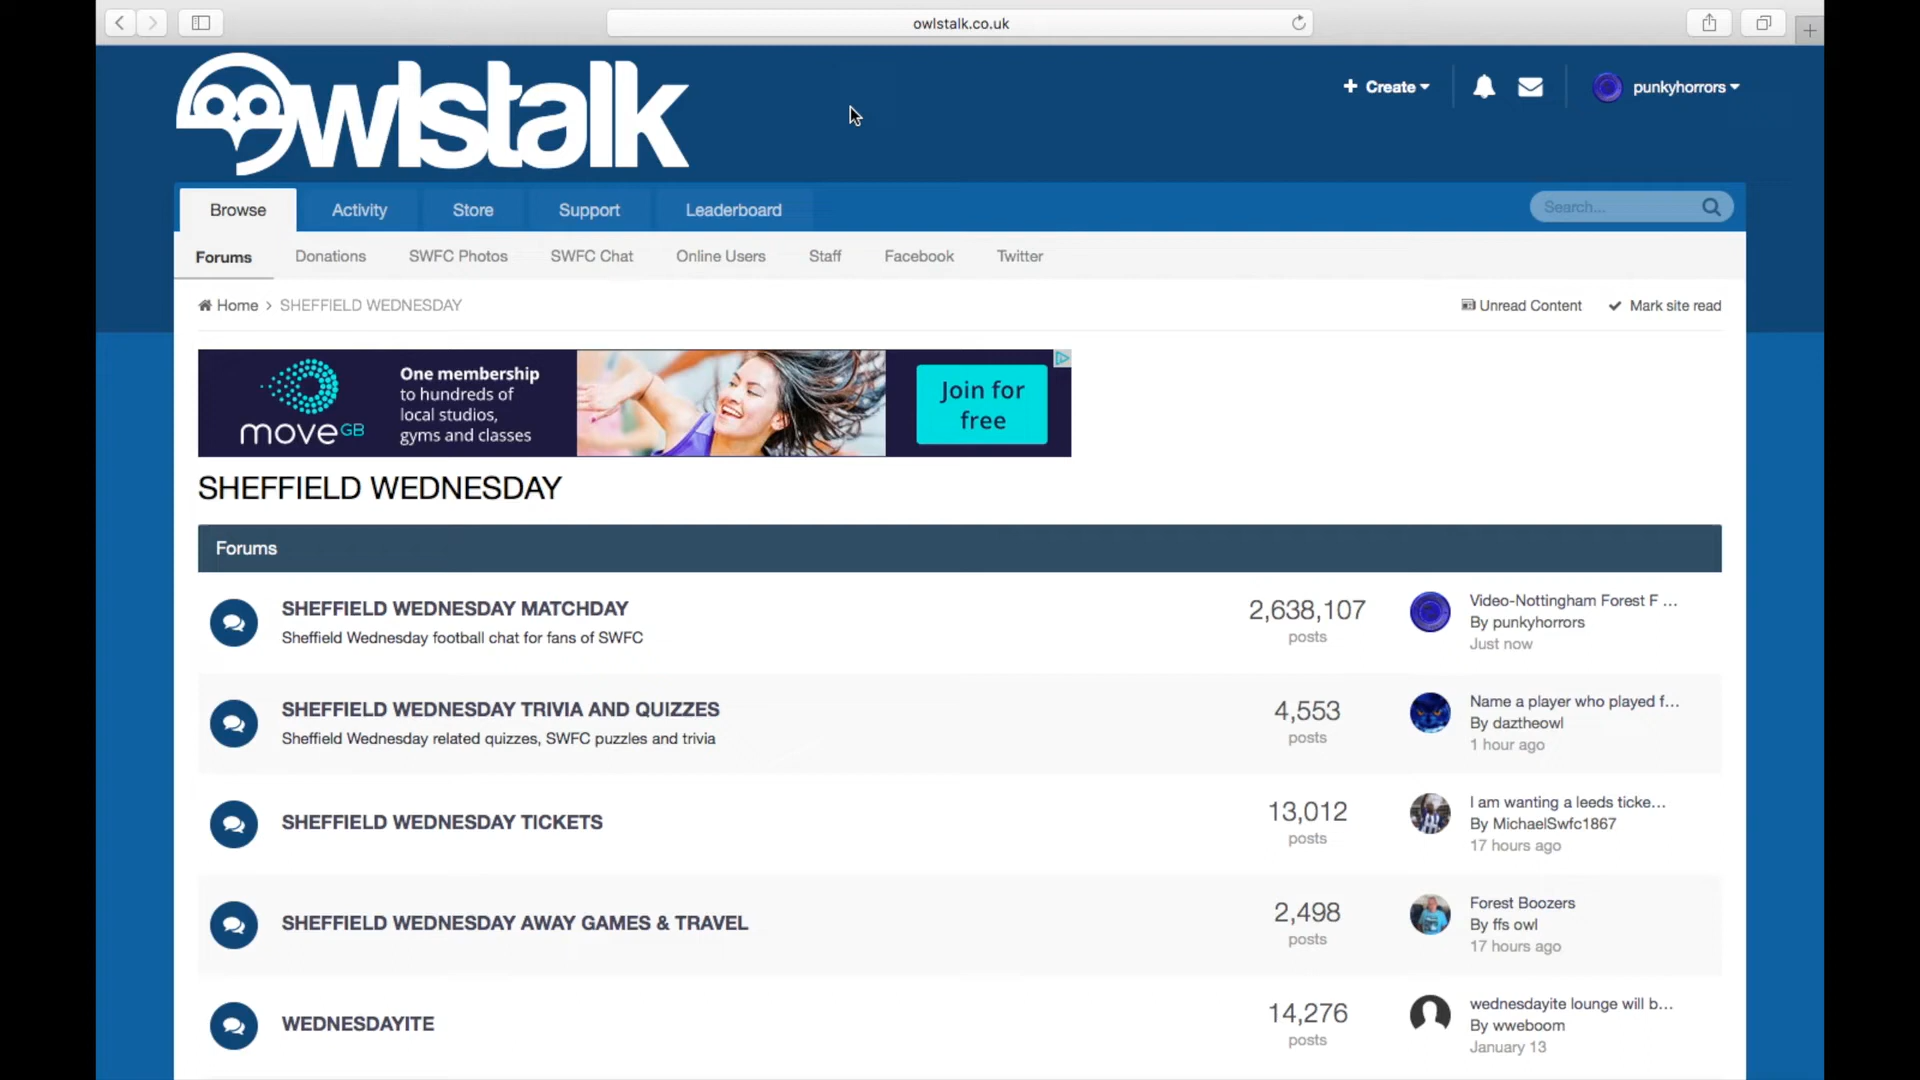 owlstalk.co.uk
owlstalk
Create
punkyhorrors
Browse
Activity
Store
Support
Leaderboard
Search...
Forums
Donations
SWFC Photos
SWFC Chat
Online Users
Staff
Facebook
Twitter
Home > SHEFFIELD WEDNESDAY
Unread Content
Mark site read
moveGB
One membership
to hundreds of
local studios,
gyms and classes
Join for
free
SHEFFIELD WEDNESDAY
Forums
SHEFFIELD WEDNESDAY MATCHDAY
Sheffield Wednesday football chat for fans of SWFC
2,638,107
posts
Video-Nottingham Forest F ...
By punkyhorrors
Just now
SHEFFIELD WEDNESDAY TRIVIA AND QUIZZES
Sheffield Wednesday related quizzes, SWFC puzzles and trivia
4,553
posts
Name a player who played f...
By daztheowl
1 hour ago
SHEFFIELD WEDNESDAY TICKETS
13,012
posts
I am wanting a leeds ticke...
By MichaelSwfc1867
17 hours ago
SHEFFIELD WEDNESDAY AWAY GAMES & TRAVEL
2,498
posts
Forest Boozers
By ffs owl
17 hours ago
WEDNESDAYITE
14,276
posts
wednesdayite lounge will b...
By wweboom
January 13